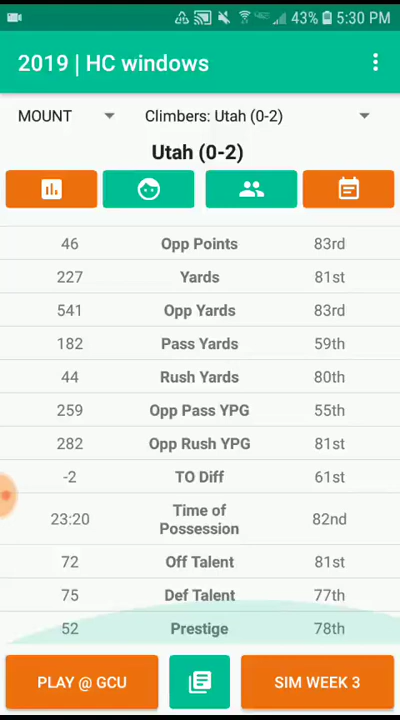 43% 5:30 PM
2019 | HC windows
MOUNT Climbers: Utah (0-2)
Utah (0-2)
46 Opp Points 83rd
227 Yards 81st
541 Opp Yards 83rd
182 Pass Yards 59th
44 Rush Yards 80th
259 Opp Pass YPG 55th
282 Opp Rush YPG 81st
-2 TO Diff 61st
23:20 Time of Possession 82nd
72 Off Talent 81st
75 Def Talent 77th
52 Prestige 78th
PLAY @ GCU SIM WEEK 3